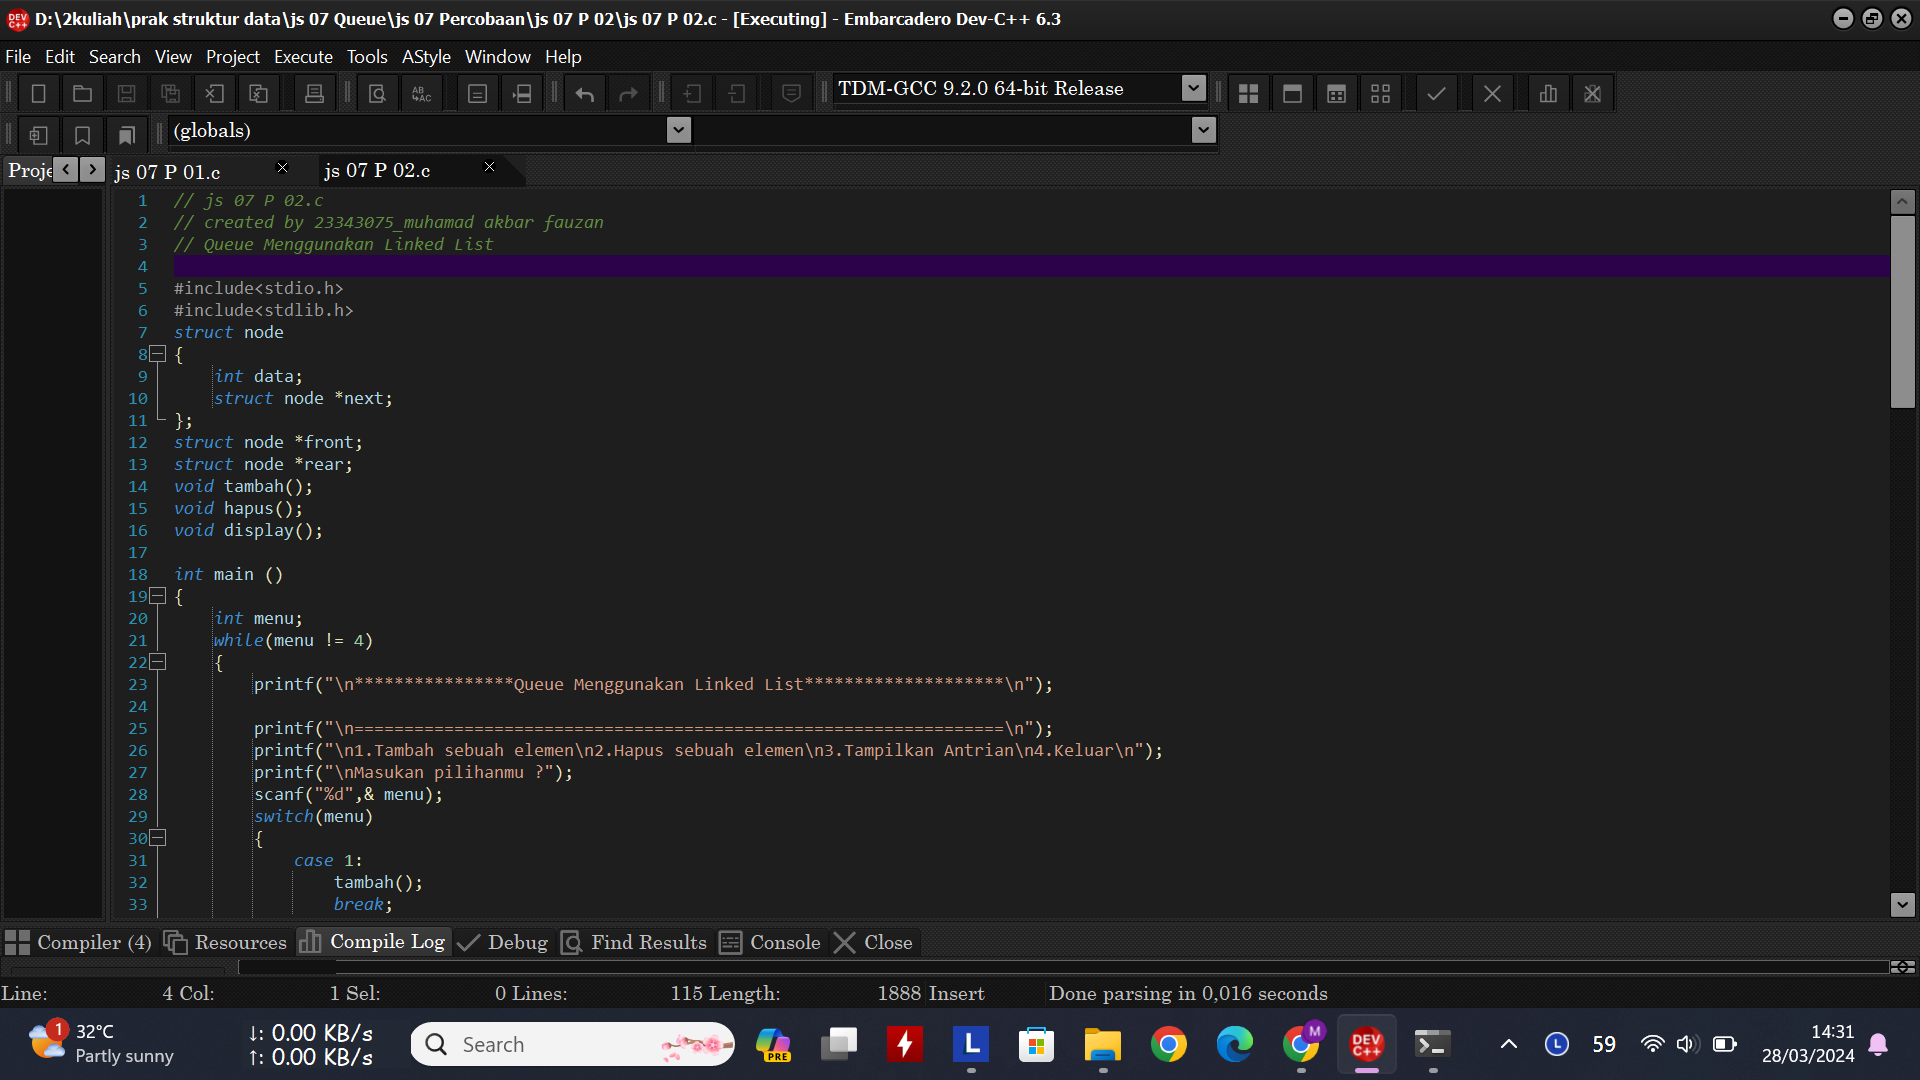 D:\2kuliah\prak struktur data\js 07 Queue\js 07 Percobaan\js 07 P 02\js 07 P 02.c - [Executing] - Embarcadero Dev-C++ 6.3
File Edit Search View Project Execute Tools AStyle Window Help
TDM-GCC 9.2.0 64-bit Release
(globals)
Proje js 07 P 01.c js 07 P 02.c
1 // js 07 P 02.c
2 // created by 23343075_muhamad akbar fauzan
3 // Queue Menggunakan Linked List
4
5 #include<stdio.h>
6 #include<stdlib.h>
7 struct node
8 {
9 int data;
10 struct node *next;
11 };
12 struct node *front;
13 struct node *rear;
14 void tambah();
15 void hapus();
16 void display();
17
18 int main ()
19 {
20 int menu;
21 while(menu != 4)
22 {
23 printf("\n****************Queue Menggunakan Linked List********************\n");
24
25 printf("\n=================================================================\n");
26 printf("\n1.Tambah sebuah elemen\n2.Hapus sebuah elemen\n3.Tampilkan Antrian\n4.Keluar\n");
27 printf("\nMasukan pilihanmu ?");
28 scanf("%d",& menu);
29 switch(menu)
30 {
31 case 1:
32 tambah();
33 break;
Compiler (4) Resources Compile Log Debug Find Results Console Close
Line: 4 Col: 1 Sel: 0 Lines: 115 Length: 1888 Insert Done parsing in 0,016 seconds
1 32°C
Partly sunny
↓: 0.00 KB/s
↑: 0.00 KB/s
Search
PRE
L
M
DEV C++
L
59
14:31
28/03/2024